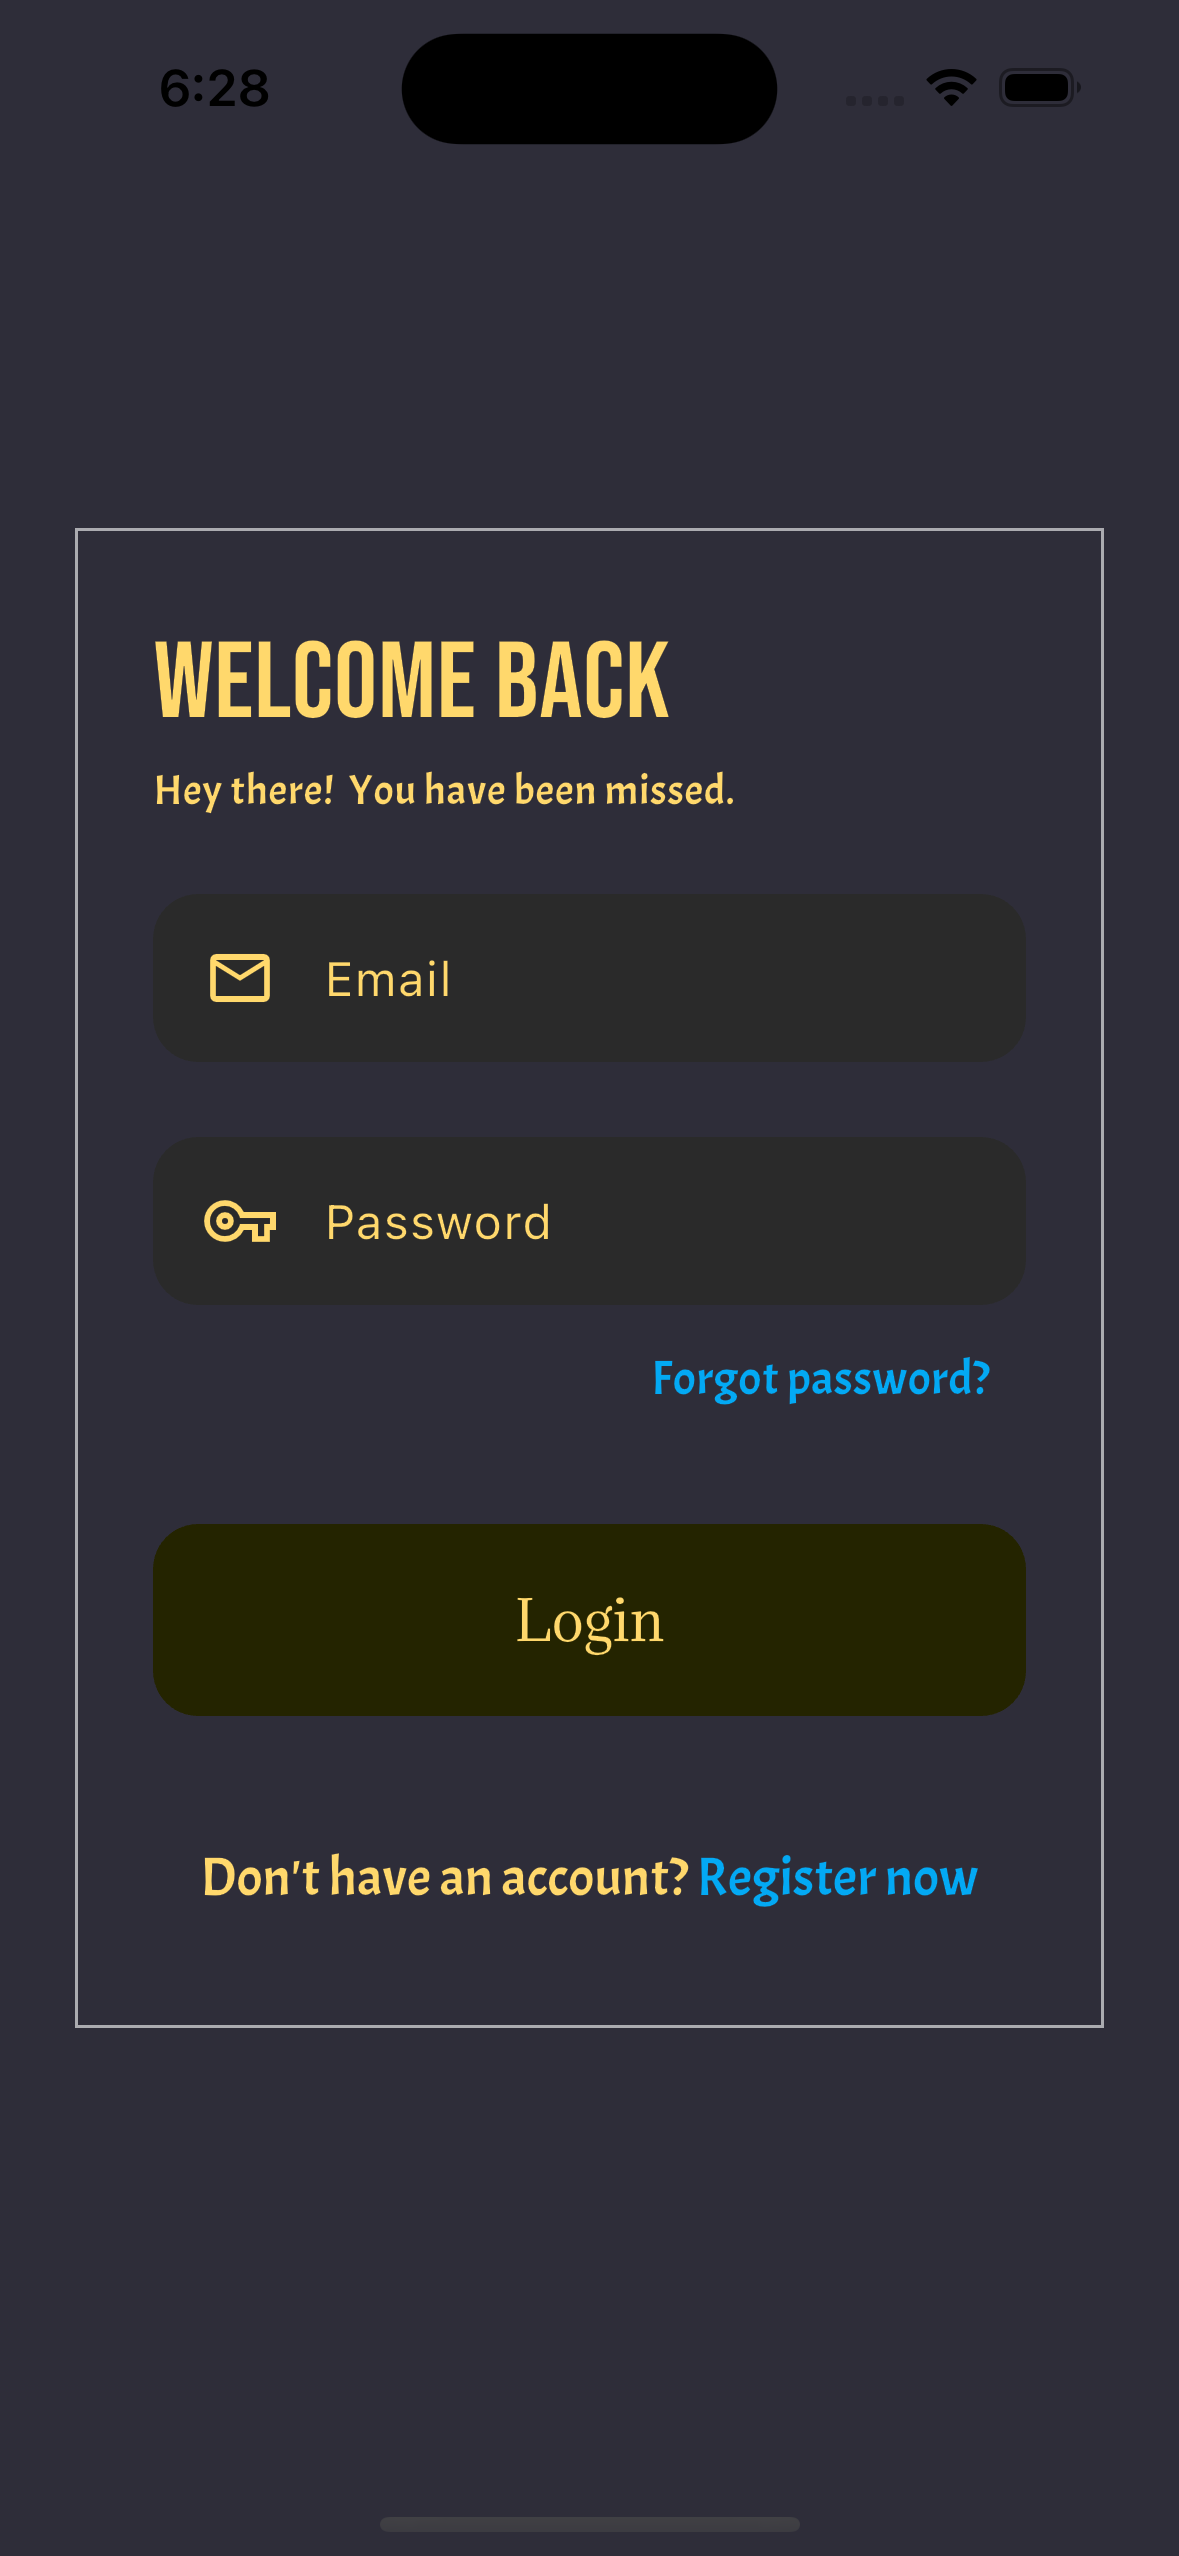 6:28
WELCOME BACK
Hey there! You have been missed.
Email
Password
Forgot password?
Login
Don't have an account? Register now